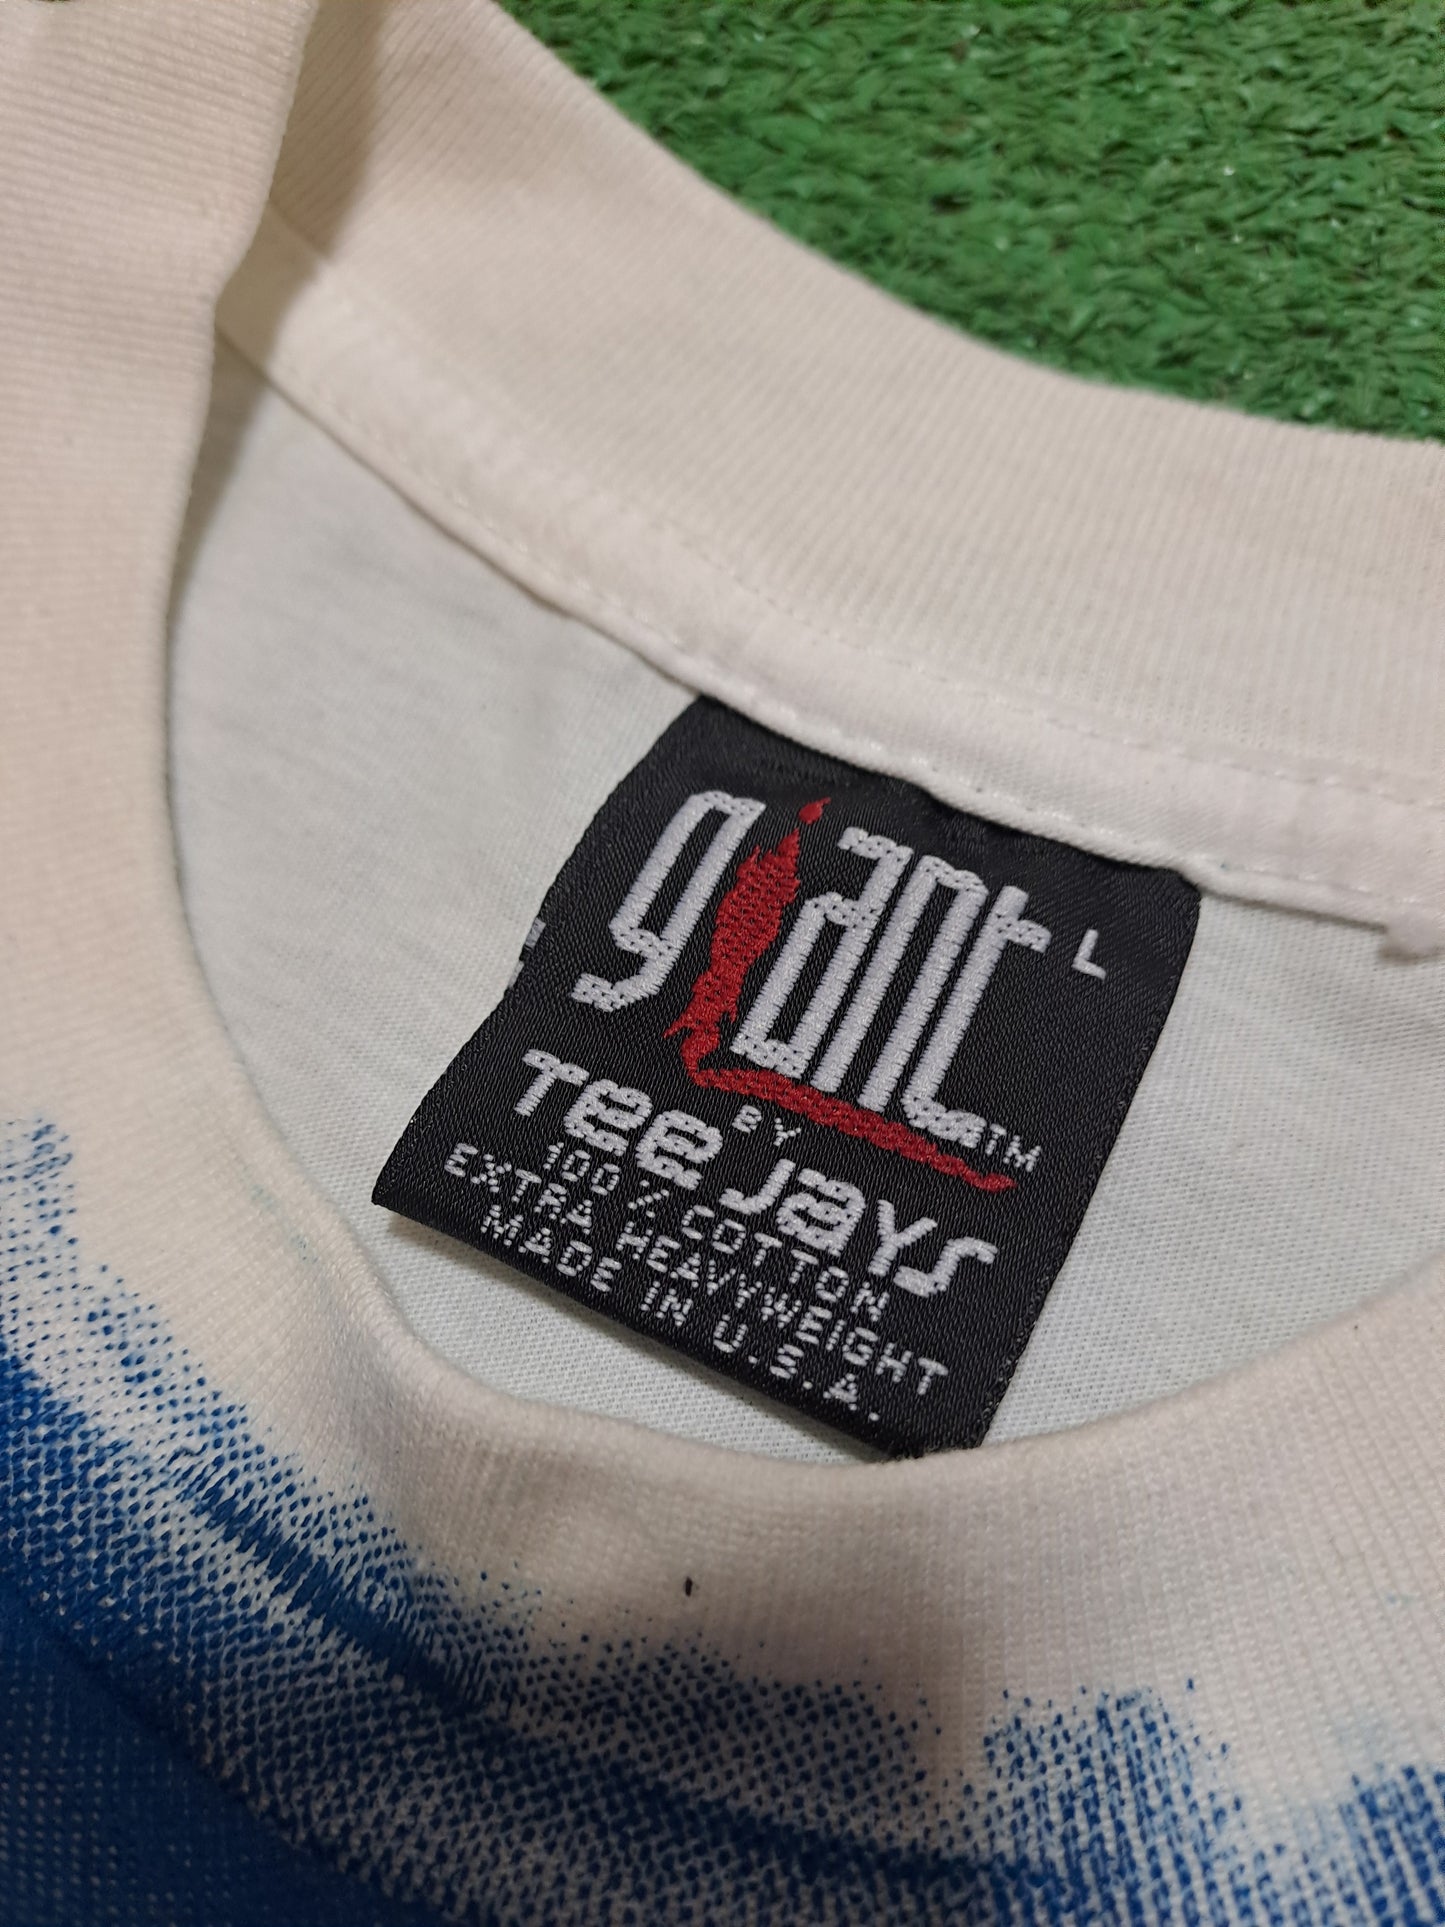 giant L
BY TM
Tee Jays
100% COTTON
EXTRA HEAVYWEIGHT
MADE IN U.S.A.